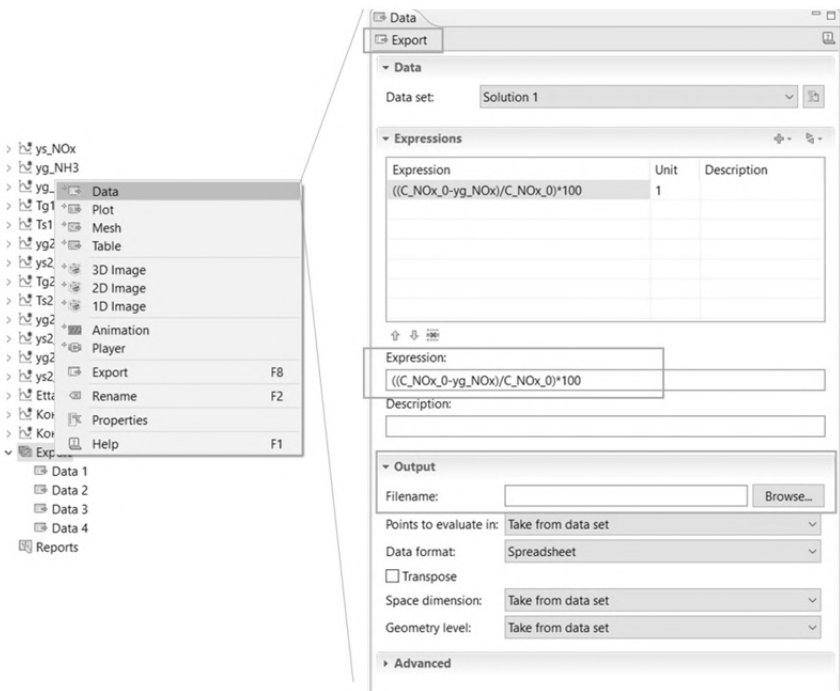 ys_NOx
yg_NH3
yg_
Tg1
Ts1
yg2
ys2
Tg2
Ts2
yg2
ys2
yg2
ys2
Etta
Кон
Кон
Export
Data 1
Data 2
Data 3
Data 4
Reports
Data
Plot
Mesh
Table
3D Image
2D Image
1D Image
Animation
Player
Export F8
Rename F2
Properties
Help F1
Data
Export
Data
Data set: Solution 1
Expressions
Expression Unit Description
((C_NOx_0-yg_NOx)/C_NOx_0)*100 1
Expression:
((C_NOx_0-yg_NOx)/C_NOx_0)*100
Description:
Output
Filename: Browse...
Points to evaluate in: Take from data set
Data format: Spreadsheet
Transpose
Space dimension: Take from data set
Geometry level: Take from data set
Advanced